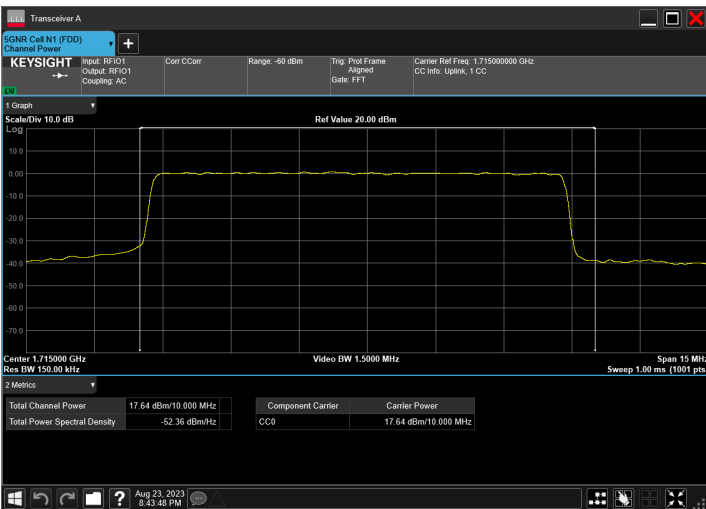 Transceiver A
5GNR Cell N1 (FDD)
Channel Power
KEYSIGHT
LXI
Input: RFIO1
Output: RFIO1
Coupling: AC
Corr CCorr
Range: -60 dBm
Trig: Prot Frame
Aligned
Gate: FFT
Carrier Ref Freq: 1.715000000 GHz
CC Info: Uplink, 1 CC
1 Graph
Scale/Div 10.0 dB
Ref Value 20.00 dBm
Log
10.0
0.00
-10.0
-20.0
-30.0
-40.0
-50.0
-60.0
-70.0
Center 1.715000 GHz
Video BW 1.5000 MHz
Span 15 MHz
Res BW 150.00 kHz
Sweep 1.00 ms (1001 pts
2 Metrics
Total Channel Power 17.64 dBm/10.000 MHz
Total Power Spectral Density -52.36 dBm/Hz
Component Carrier Carrier Power
CC0 17.64 dBm/10.000 MHz
?
Aug 23, 2023
8:43:48 PM